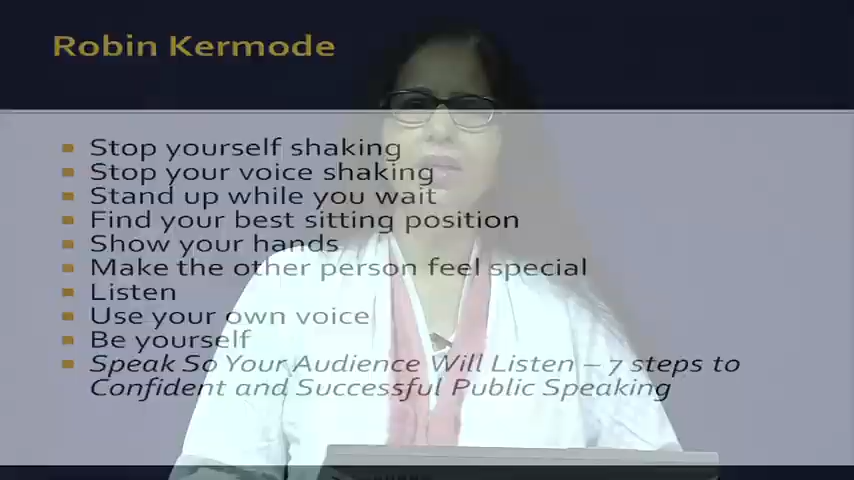 Robin Kermode
Stop yourself shaking
Stop your voice shaking
Stand up while you wait
Find your best sitting position
Show your hands
Make the other person feel special
Listen
Use your own voice
Be yourself
Speak So Your Audience Will Listen – 7 steps to
Confident and Successful Public Speaking